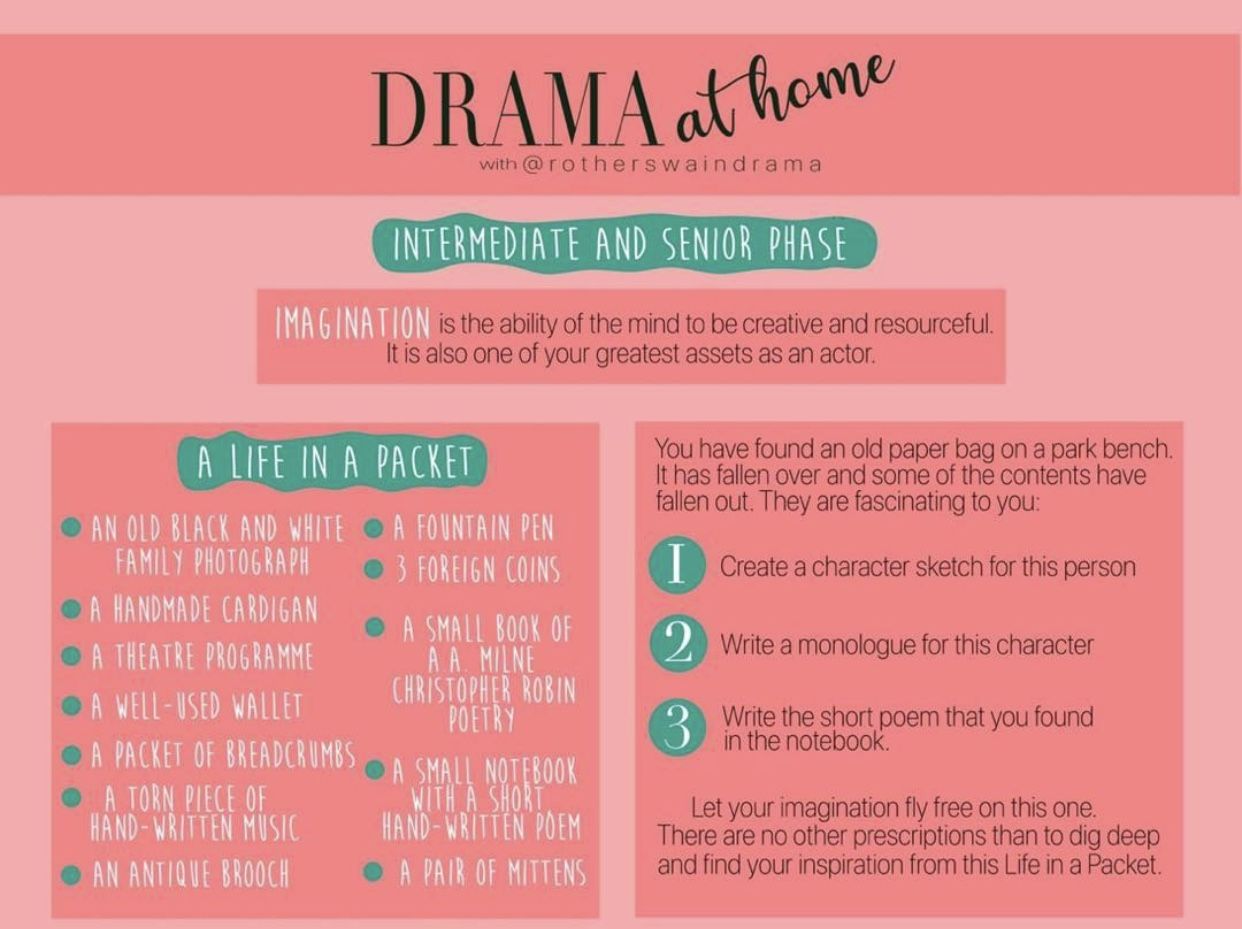 DRAMA at home
with @rotherswaindrama
INTERMEDIATE AND SENIOR PHASE
IMAGINATION is the ability of the mind to be creative and resourceful.
It is also one of your greatest assets as an actor.
A LIFE IN A PACKET
AN OLD BLACK AND WHITE
FAMILY PHOTOGRAPH
A HANDMADE CARDIGAN
A THEATRE PROGRAMME
A WELL-USED WALLET
A PACKET OF BREADCRUMBS
A TORN PIECE OF
HAND-WRITTEN MUSIC
AN ANTIQUE BROOCH
A FOUNTAIN PEN
3 FOREIGN COINS
A SMALL BOOK OF
A.A. MILNE
CHRISTOPHER ROBIN
POETRY
A SMALL NOTEBOOK
WITH A SHORT
HAND-WRITTEN POEM
A PAIR OF MITTENS
You have found an old paper bag on a park bench.
It has fallen over and some of the contents have
fallen out. They are fascinating to you:
1 Create a character sketch for this person
2 Write a monologue for this character
3 Write the short poem that you found
in the notebook.
Let your imagination fly free on this one.
There are no other prescriptions than to dig deep
and find your inspiration from this Life in a Packet.